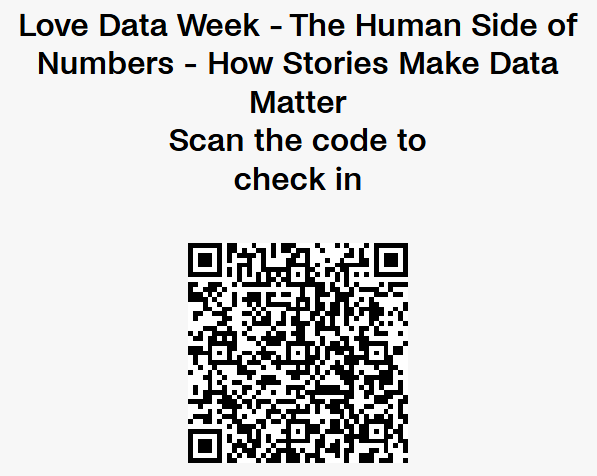 Love Data Week - The Human Side of
Numbers - How Stories Make Data
Matter
Scan the code to
check in